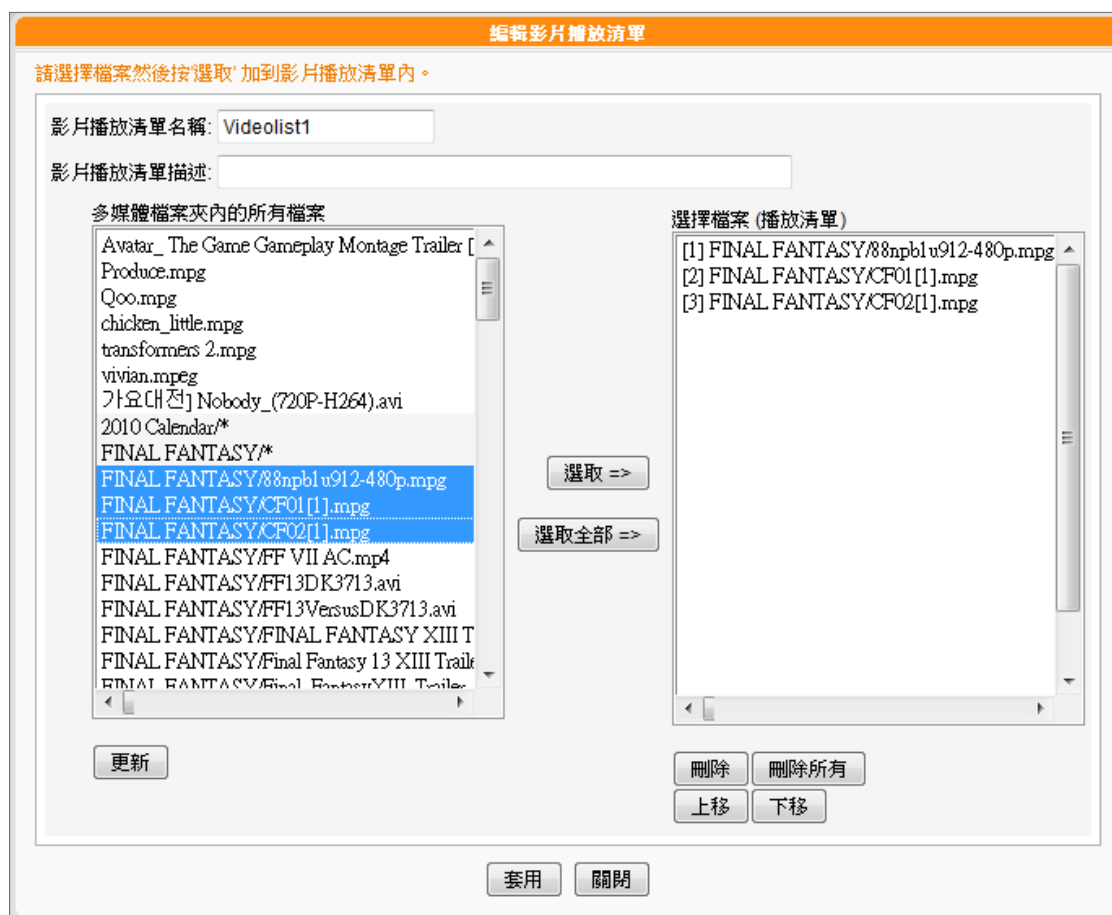 編輯影片播放清單
請選擇檔案然後按'選取' 加到影片播放清單內。
影片播放清單名稱: Videolist1
影片播放清單描述:
多媒體檔案夾內的所有檔案
Avatar_ The Game Gameplay Montage Trailer [
Produce.mpg
Qoo.mpg
chicken_little.mpg
transformers 2.mpg
vivian.mpeg
가요대전] Nobody_(720P-H264).avi
2010 Calendar/*
FINAL FANTASY/*
FINAL FANTASY/88npb1u912-480p.mpg
FINAL FANTASY/CF01[1].mpg
FINAL FANTASY/CF02[1].mpg
FINAL FANTASY/FF VII AC.mp4
FINAL FANTASY/FF13DK3713.avi
FINAL FANTASY/FF13VersusDK3713.avi
FINAL FANTASY/FINAL FANTASY XIII T
FINAL FANTASY/Final Fantasy 13 XIII Traile
FINAL FANTASY/Final_FantasyXIII_Trailer
更新
選取 =>
選取全部 =>
選擇檔案 (播放清單)
[1] FINAL FANTASY/88npb1u912-480p.mpg
[2] FINAL FANTASY/CF01[1].mpg
[3] FINAL FANTASY/CF02[1].mpg
刪除 刪除所有
上移 下移
套用 關閉